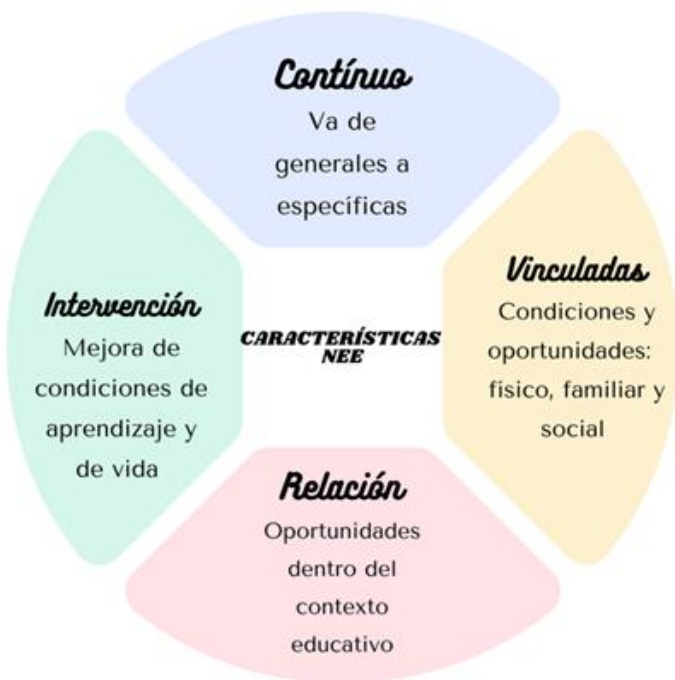 Contínuo
Va de
generales a
específicas
Vinculadas
Condiciones y
oportunidades:
físico, familiar y
social
Relación
Oportunidades
dentro del
contexto
educativo
Intervención
Mejora de
condiciones de
aprendizaje y
de vida
CARACTERÍSTICAS
NEE